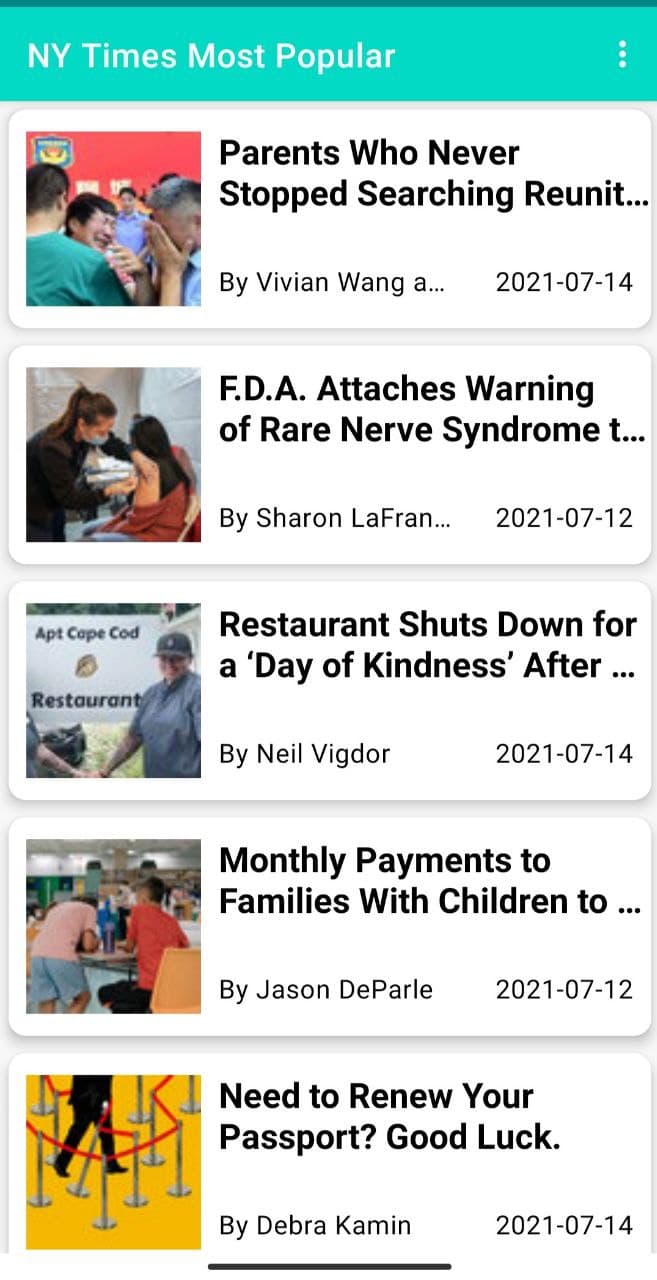 NY Times Most Popular
Parents Who Never
Stopped Searching Reunit...
By Vivian Wang a...
2021-07-14
F.D.A. Attaches Warning
of Rare Nerve Syndrome t...
By Sharon LaFran...
2021-07-12
Apt Cape Cod
Restaurant
Restaurant Shuts Down for
a ‘Day of Kindness’ After ...
By Neil Vigdor
2021-07-14
Monthly Payments to
Families With Children to ...
By Jason DeParle
2021-07-12
Need to Renew Your
Passport? Good Luck.
By Debra Kamin
2021-07-14